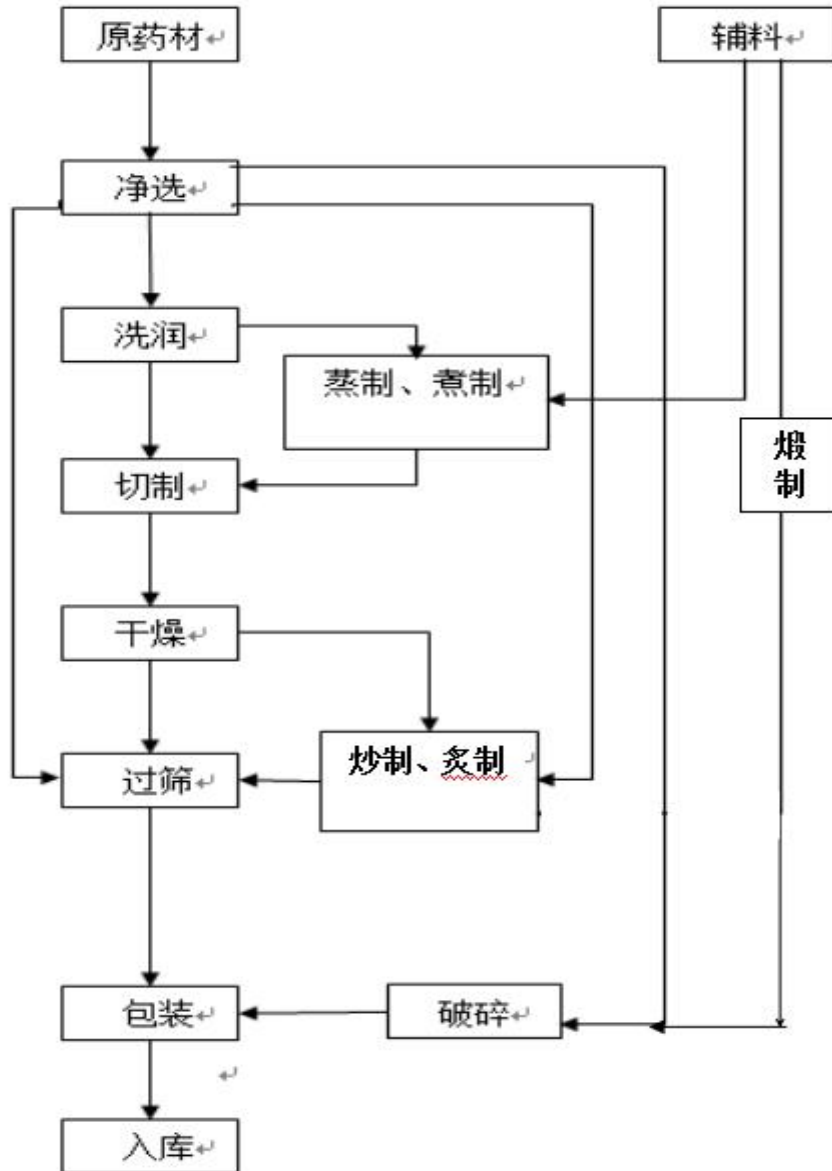 原药材
辅料
净选
洗润
蒸制、煮制
煅
制
切制
干燥
炒制、炙制
过筛
包装
破碎
入库